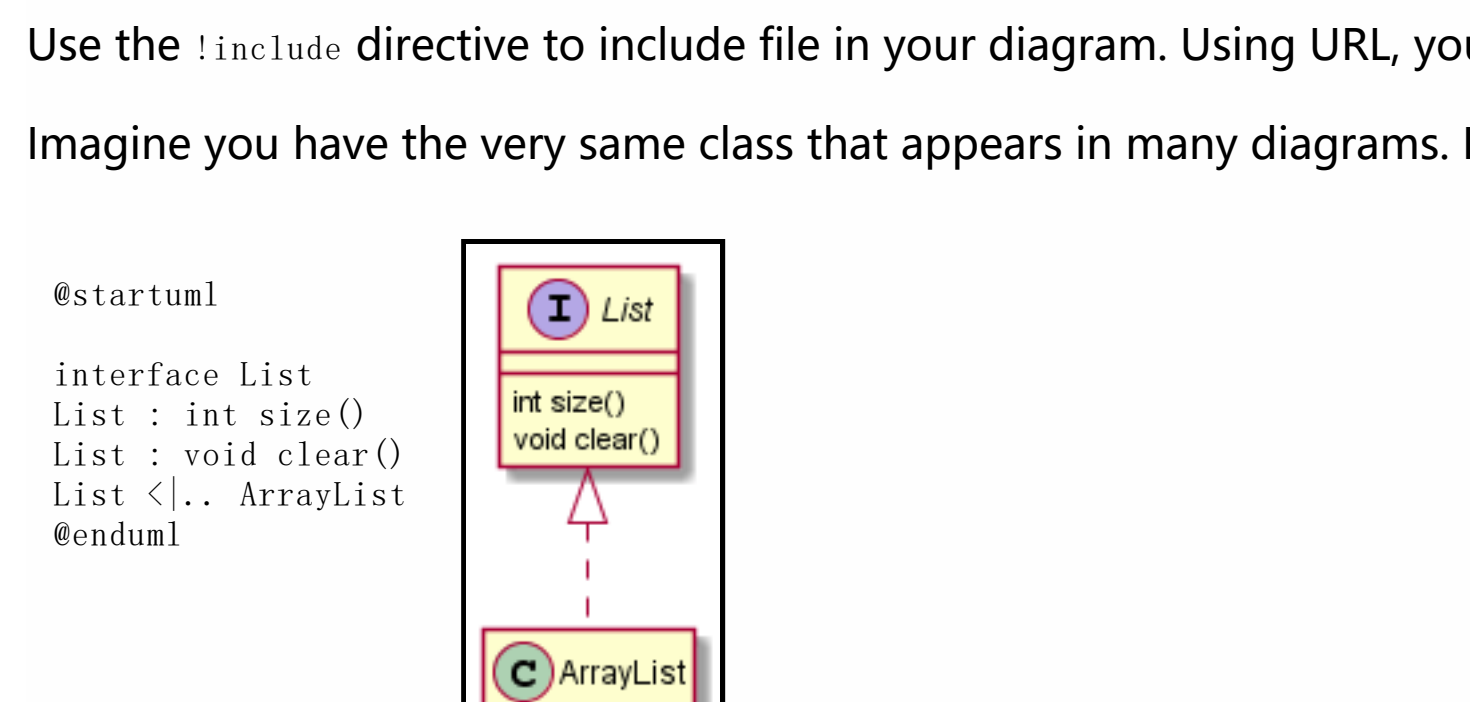 Use the !include directive to include file in your diagram. Using URL, you
Imagine you have the very same class that appears in many diagrams.
@startuml
interface List
List : int size()
List : void clear()
List <|.. ArrayList
@enduml
I List
int size()
void clear()
C ArrayList